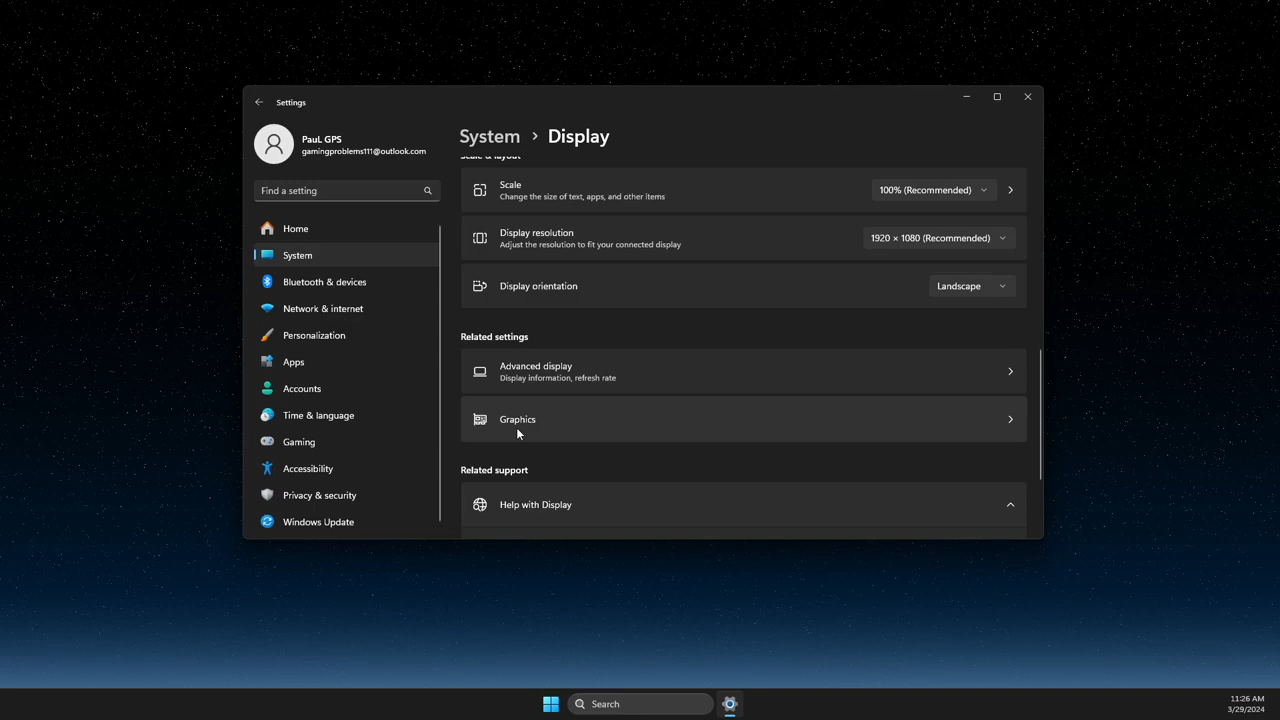 Settings
Paul. GPS
gamingproblems111@outlook.com
Find a setting
Home
System
Bluetooth & devices
Network & internet
Personalization
Apps
Accounts
Time & language
Gaming
Accessibility
Privacy & security
Windows Update
System > Display
Scale & layout
Scale
Change the size of text, apps, and other items
100% (Recommended)
Display resolution
Adjust the resolution to fit your connected display
1920 × 1080 (Recommended)
Display orientation
Landscape
Related settings
Advanced display
Display information, refresh rate
Graphics
Related support
Help with Display
Search
11:26 AM
3/29/2024